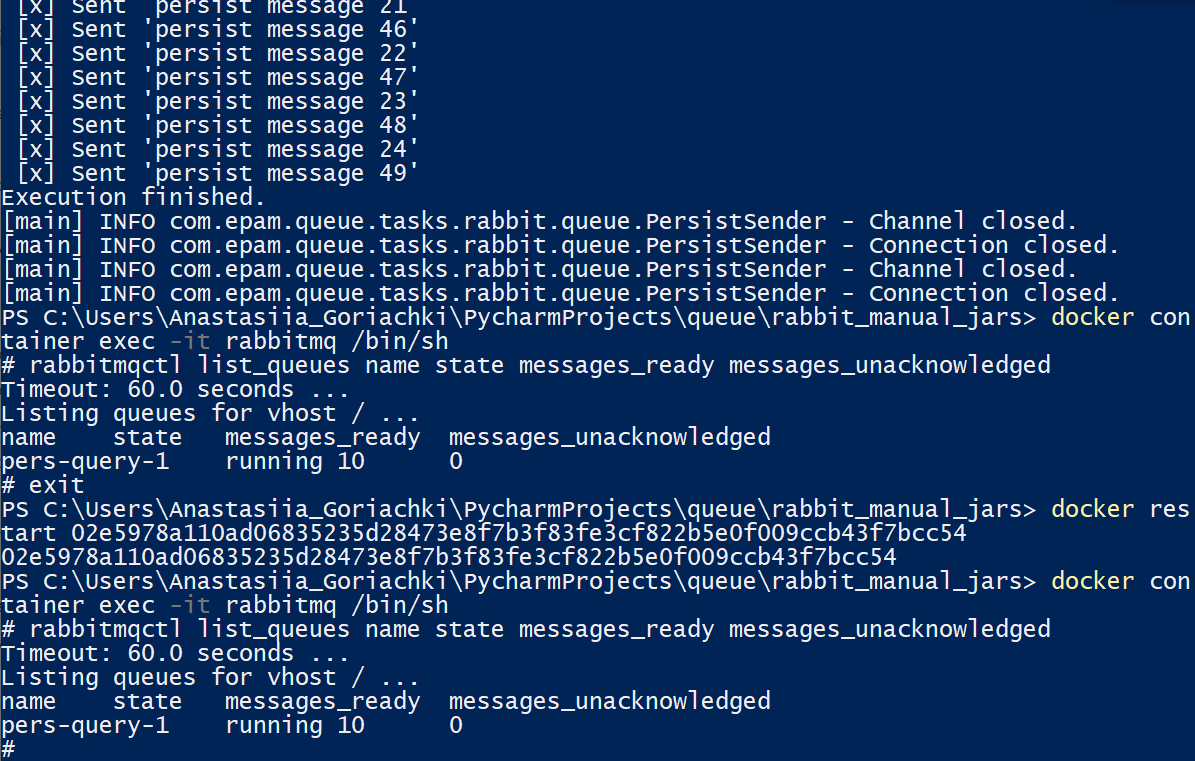 [x] Sent 'persist message 21'
[x] Sent 'persist message 46'
[x] Sent 'persist message 22'
[x] Sent 'persist message 47'
[x] Sent 'persist message 23'
[x] Sent 'persist message 48'
[x] Sent 'persist message 24'
[x] Sent 'persist message 49'
Execution finished.
[main] INFO com.epam.queue.tasks.rabbit.queue.PersistSender - Channel closed.
[main] INFO com.epam.queue.tasks.rabbit.queue.PersistSender - Connection closed.
[main] INFO com.epam.queue.tasks.rabbit.queue.PersistSender - Channel closed.
[main] INFO com.epam.queue.tasks.rabbit.queue.PersistSender - Connection closed.
PS C:\Users\Anastasiia_Goriachki\PycharmProjects\queue\rabbit_manual_jars> docker con
tainer exec -it rabbitmq /bin/sh
# rabbitmqctl list_queues name state messages_ready messages_unacknowledged
Timeout: 60.0 seconds ...
Listing queues for vhost / ...
name    state   messages_ready  messages_unacknowledged
pers-query-1    running 10      0
# exit
PS C:\Users\Anastasiia_Goriachki\PycharmProjects\queue\rabbit_manual_jars> docker res
tart 02e5978a110ad06835235d28473e8f7b3f83fe3cf822b5e0f009ccb43f7bcc54
02e5978a110ad06835235d28473e8f7b3f83fe3cf822b5e0f009ccb43f7bcc54
PS C:\Users\Anastasiia_Goriachki\PycharmProjects\queue\rabbit_manual_jars> docker con
tainer exec -it rabbitmq /bin/sh
# rabbitmqctl list_queues name state messages_ready messages_unacknowledged
Timeout: 60.0 seconds ...
Listing queues for vhost / ...
name    state   messages_ready  messages_unacknowledged
pers-query-1    running 10      0
#